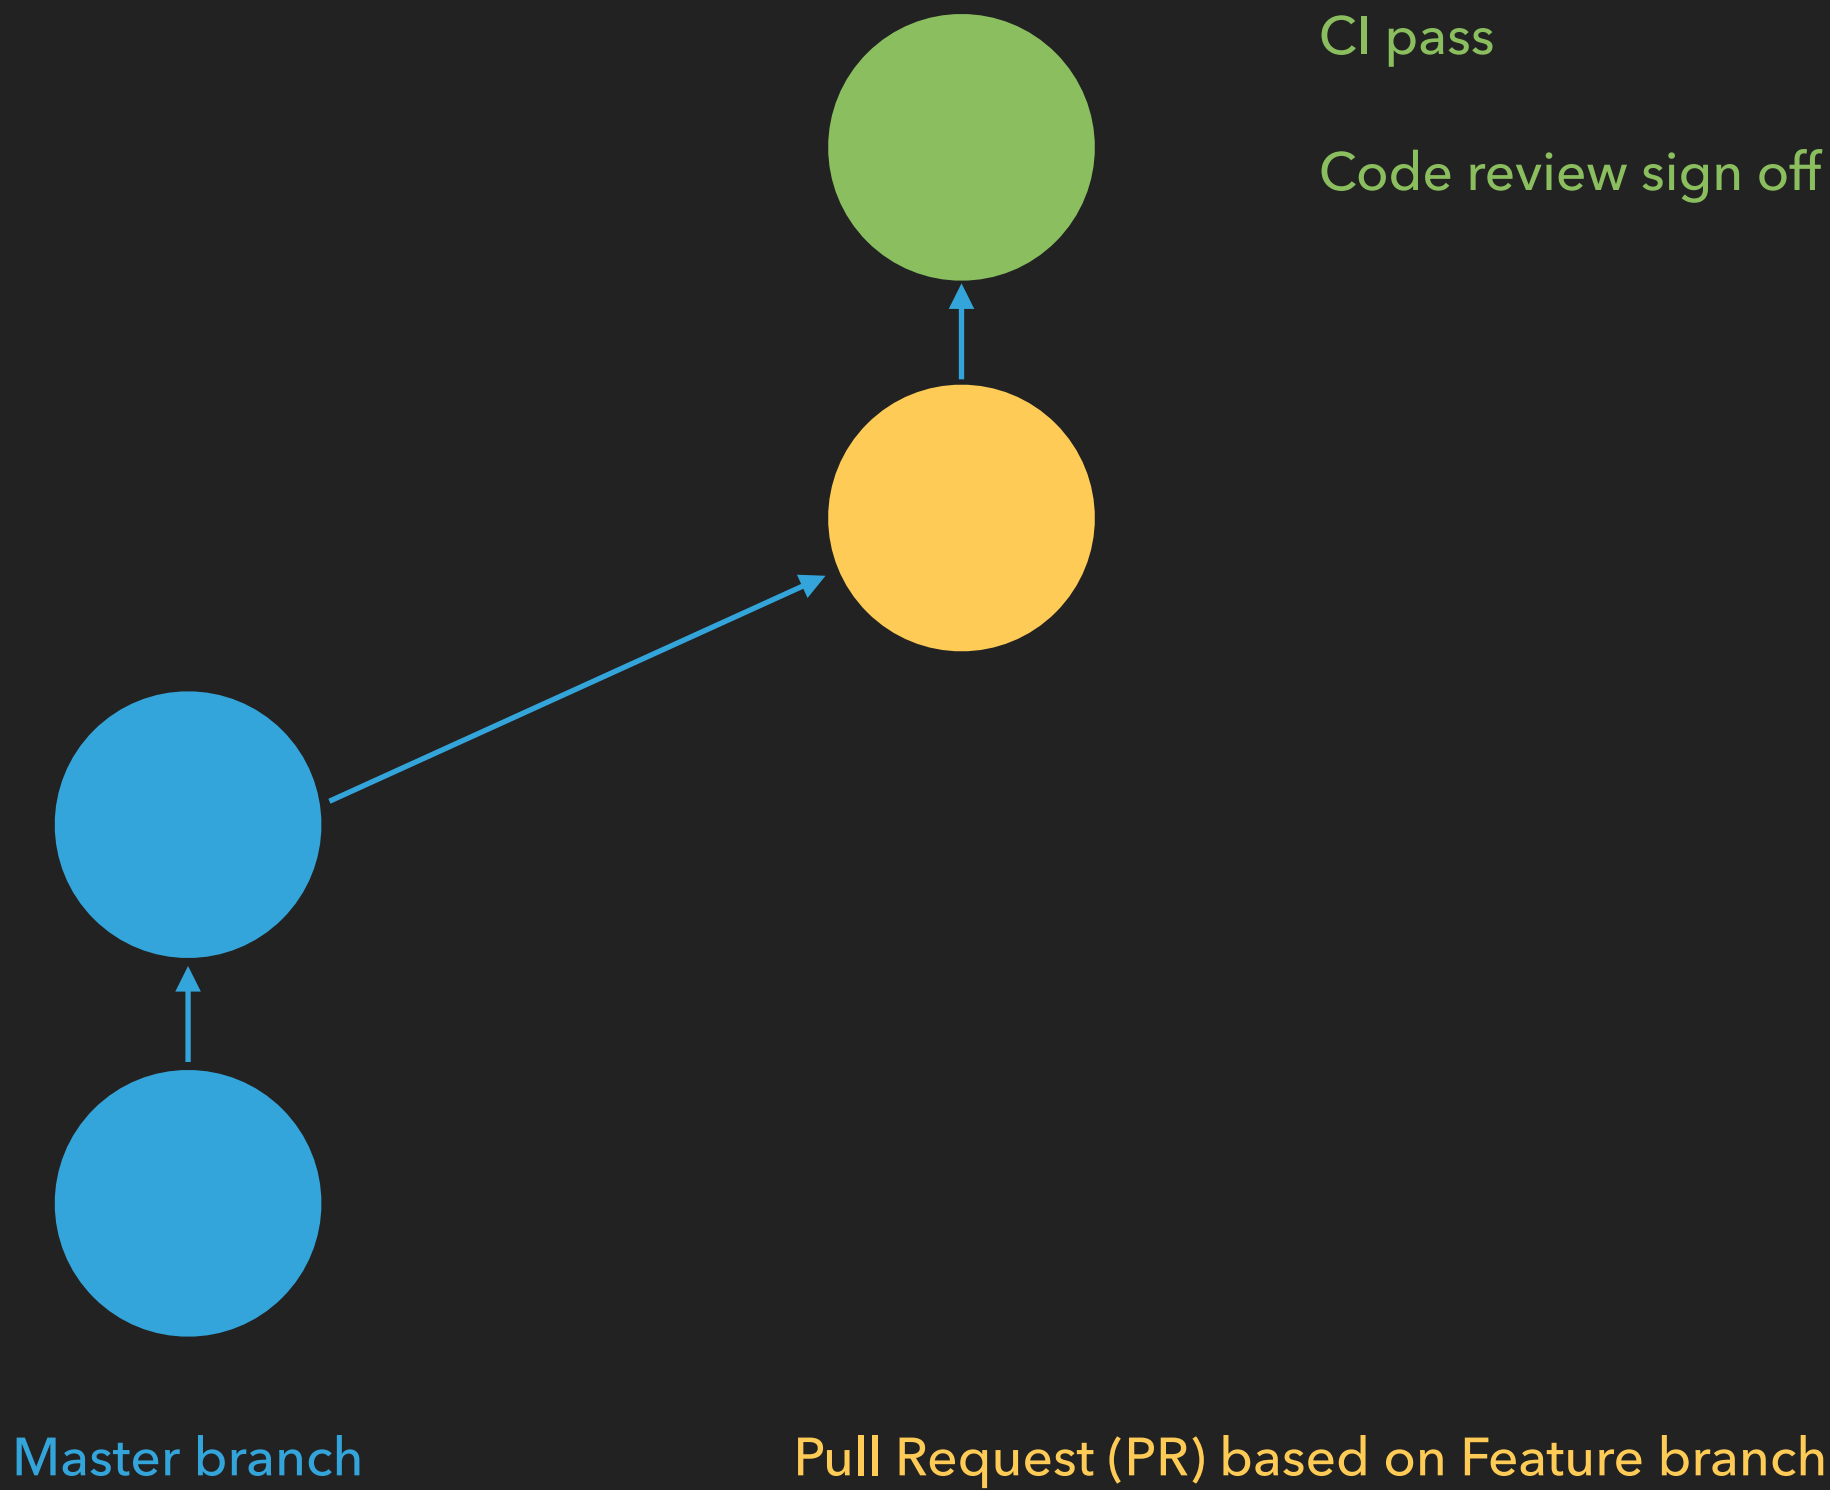 CI pass
Code review sign off
Master branch
Pull Request (PR) based on Feature branch